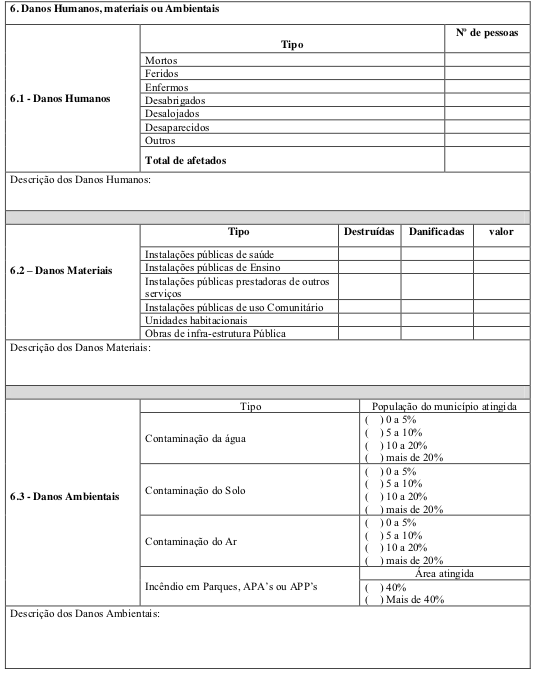 6. Danos Humanos, materiais ou Ambientais
6.1 - Danos Humanos
Tipo
Nº de pessoas
Mortos
Feridos
Enfermos
Desabrigados
Desalojados
Desaparecidos
Outros
Total de afetados
Descrição dos Danos Humanos:
6.2 – Danos Materiais
Tipo
Destruídas
Danificadas
valor
Instalações públicas de saúde
Instalações públicas de Ensino
Instalações públicas prestadoras de outros
serviços
Instalações públicas de uso Comunitário
Unidades habitacionais
Obras de infra-estrutura Pública
Descrição dos Danos Materiais:
6.3 - Danos Ambientais
Tipo
População do município atingida
Contaminação da água
( ) 0 a 5%
( ) 5 a 10%
( ) 10 a 20%
( ) mais de 20%
Contaminação do Solo
( ) 0 a 5%
( ) 5 a 10%
( ) 10 a 20%
( ) mais de 20%
Contaminação do Ar
( ) 0 a 5%
( ) 5 a 10%
( ) 10 a 20%
( ) mais de 20%
Incêndio em Parques, APA's ou APP's
Área atingida
( ) 40%
( ) Mais de 40%
Descrição dos Danos Ambientais: